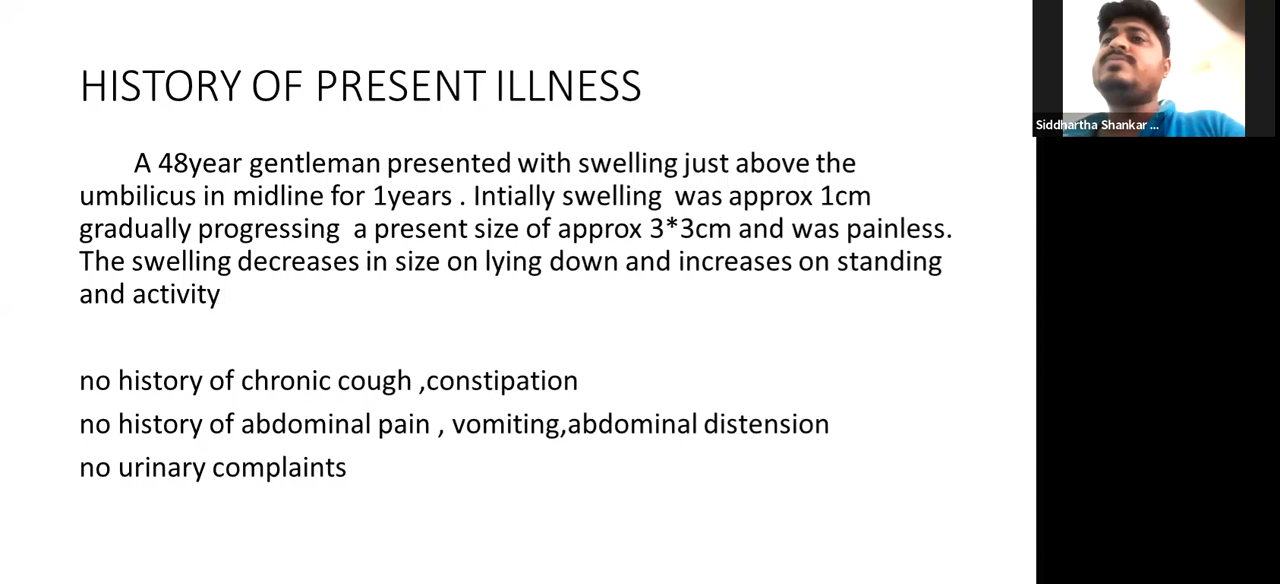 HISTORY OF PRESENT ILLNESS
Siddhartha Shankar ...
A 48year gentleman presented with swelling just above the
umbilicus in midline for 1years . Intially swelling  was approx 1cm
gradually progressing  a present size of approx 3*3cm and was painless.
The swelling decreases in size on lying down and increases on standing
and activity
no history of chronic cough ,constipation
no history of abdominal pain , vomiting,abdominal distension
no urinary complaints